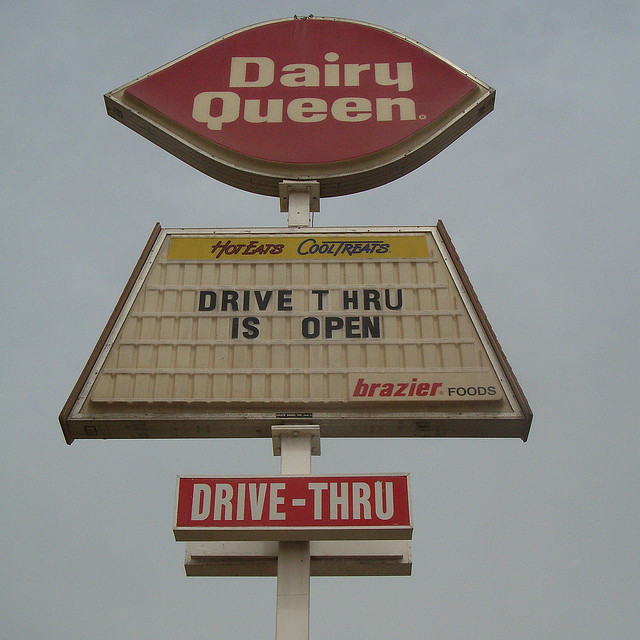 Dairy
Queen®
HOT EATS COOL TREATS
DRIVE T HRU
IS OPEN
brazier® FOODS
DRIVE-THRU